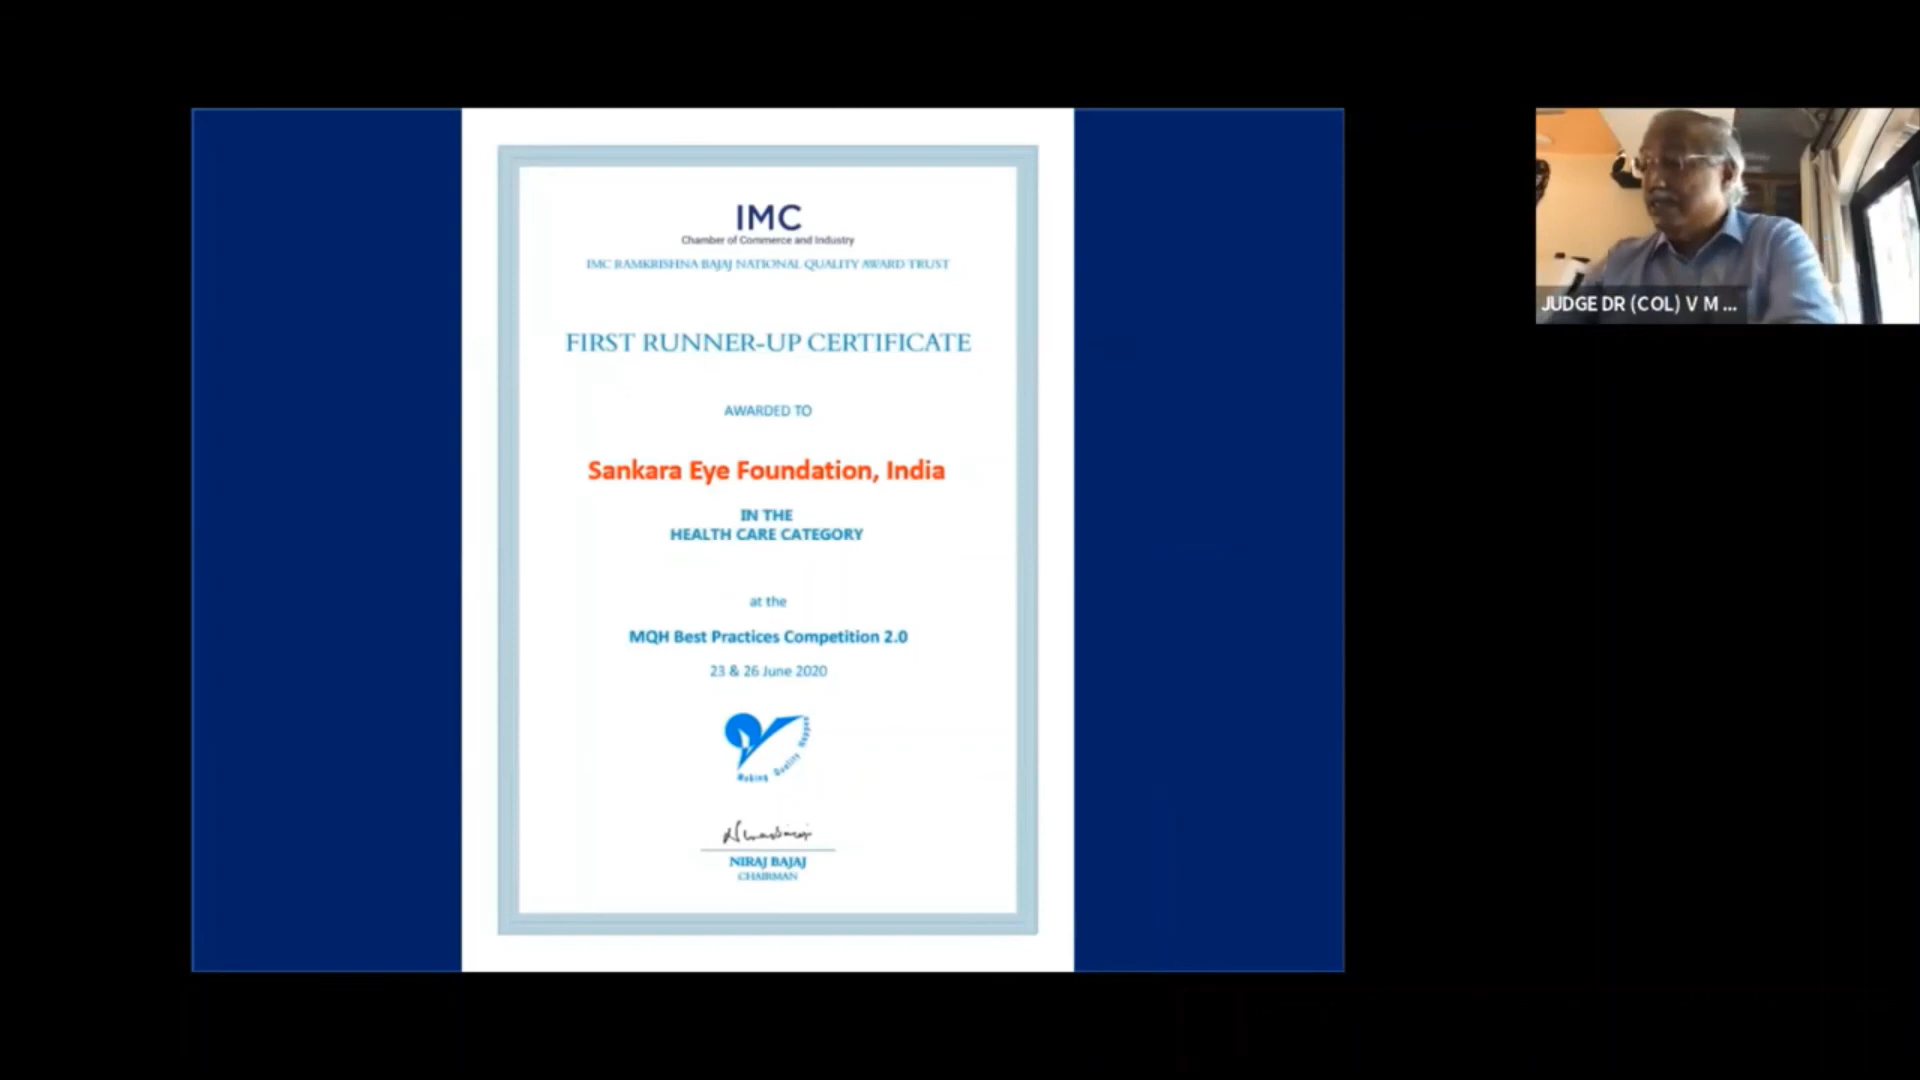 IMC
Chamber of Commerce and Industry
IMC RAMKRISHNA BAJAJ NATIONAL QUALITY AWARD TRUST
FIRST RUNNER-UP CERTIFICATE
AWARDED TO
Sankara Eye Foundation, India
IN THE
HEALTH CARE CATEGORY
at the
MQH Best Practices Competition 2.0
23 & 26 June 2020
Making Quality Happen
NIRAJ BAJAJ
CHAIRMAN
JUDGE DR (COL) V M ...